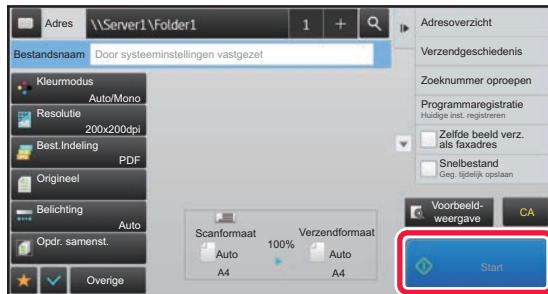 Adres
\\Server1\Folder1
1
+
Bestandsnaam
Door systeeminstellingen vastgezet
Kleurmodus
Auto/Mono
Resolutie
200x200dpi
Best.Indeling
PDF
Origineel
Belichting
Auto
Opdr. samenst.
Overige
Scanformaat
Auto
A4
100%
Verzendformaat
Auto
A4
Adresoverzicht
Verzendgeschiedenis
Zoeknummer oproepen
Programmaregistratie
Huidige inst. registreren
Zelfde beeld verz.
als faxadres
Snelbestand
Geg. tijdelijk opslaan
Voorbeeld-
weergave
CA
Start